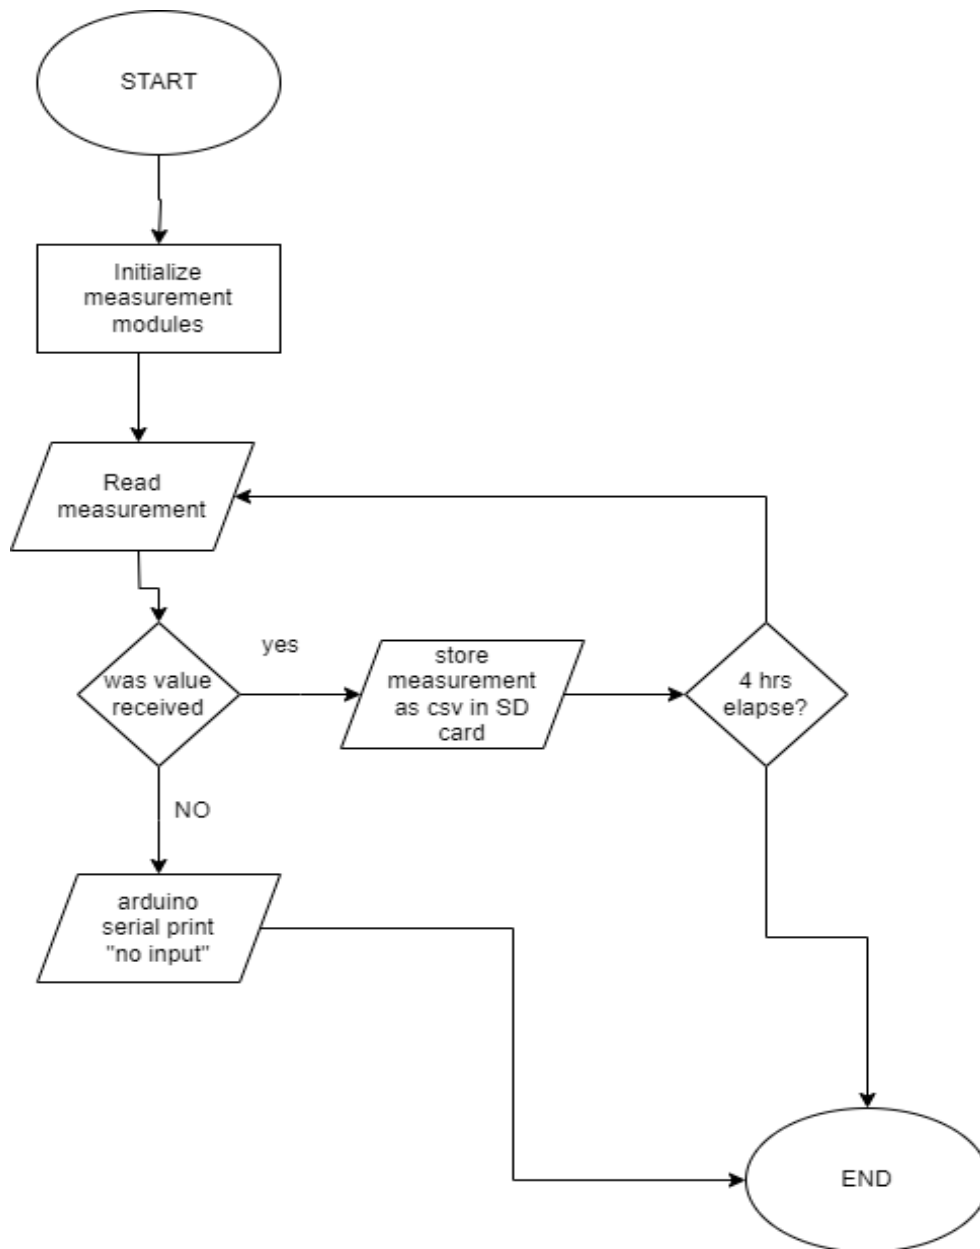 START
Initialize
measurement
modules
Read
measurement
was value
received
yes
store
measurement
as csv in SD
card
4 hrs
elapse?
NO
arduino
serial print
"no input"
END